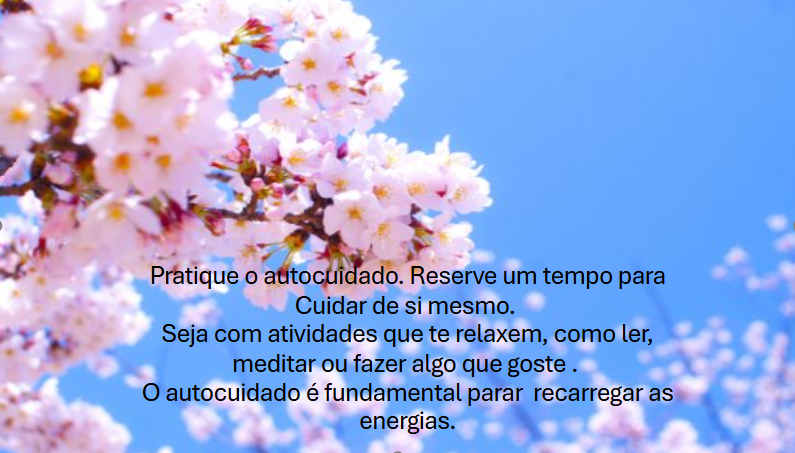 Pratique o autocuidado. Reserve um tempo para
Cuidar de si mesmo.
Seja com atividades que te relaxem, como ler,
meditar ou fazer algo que goste .
O autocuidado é fundamental parar  recarregar as
energias.